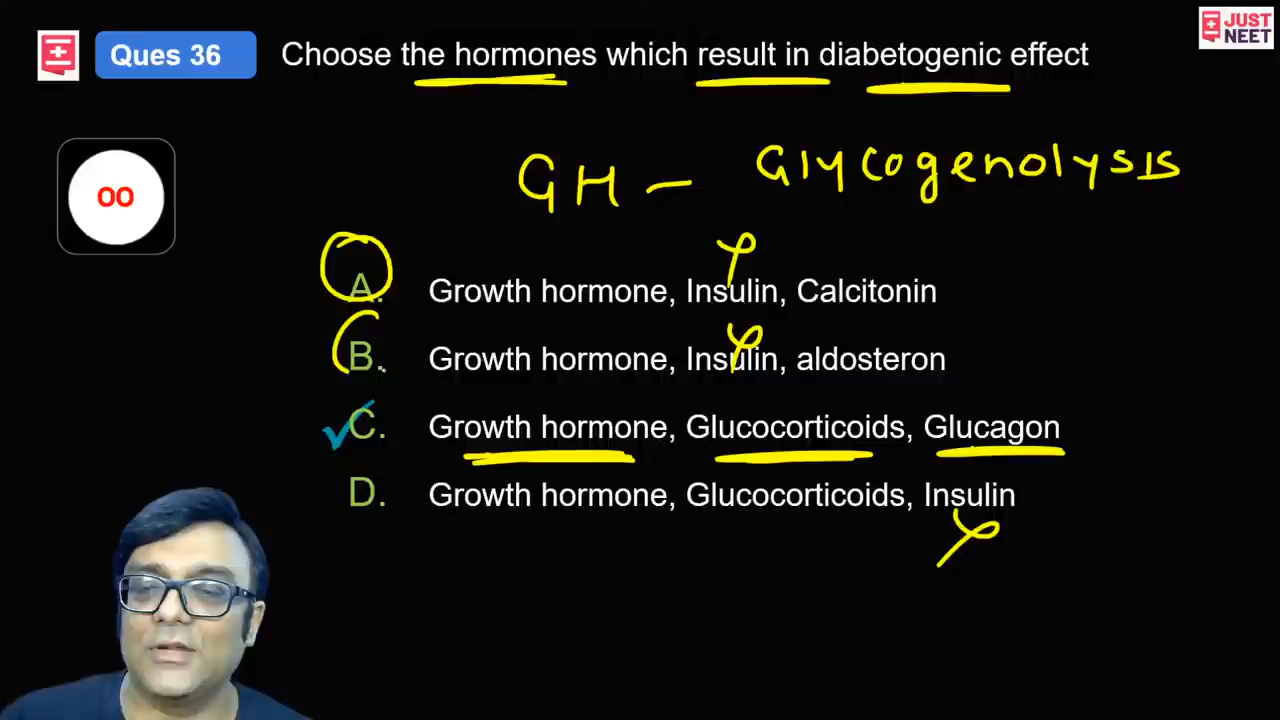 JUST
NEET
Ques 36 Choose the hormones which result in diabetogenic effect
GH - Glycogenolysis
00
A. Growth hormone, Insulin, Calcitonin
B. Growth hormone, Insulin, aldosteron
C. Growth hormone, Glucocorticoids, Glucagon
D. Growth hormone, Glucocorticoids, Insulin